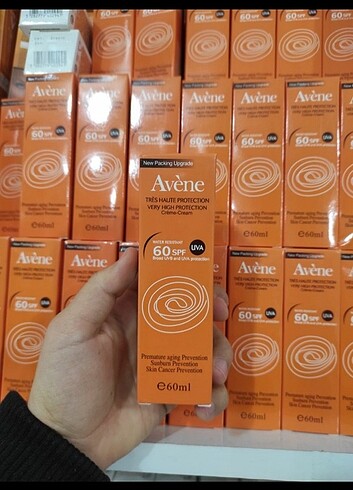 New Packing Upgrade
Avène
TRÈS HAUTE PROTECTION
VERY HIGH PROTECTION
Crème-Cream
WATER RESISTANT
60 SPF UVA
Broad UVB and UVA protection
Premature aging Prevention
Sunburn Prevention
Skin Cancer Prevention
e60ml